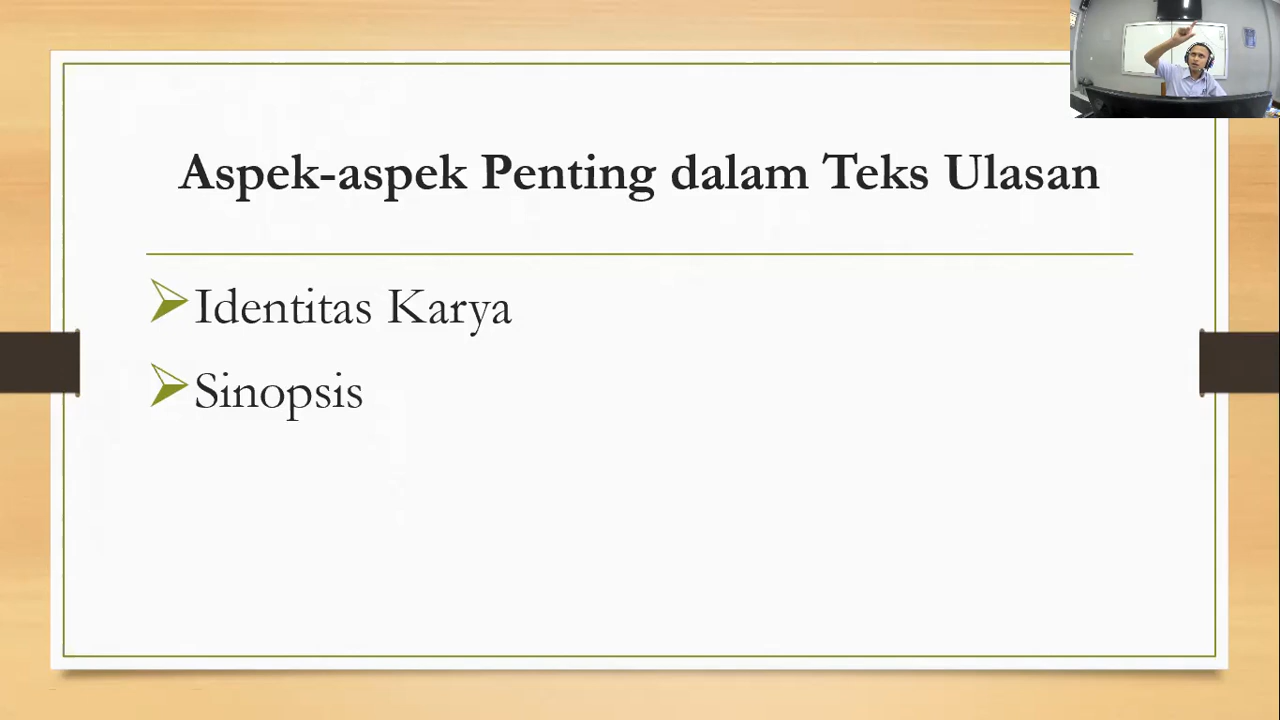 Aspek-aspek Penting dalam Teks Ulasan
Identitas Karya
Sinopsis